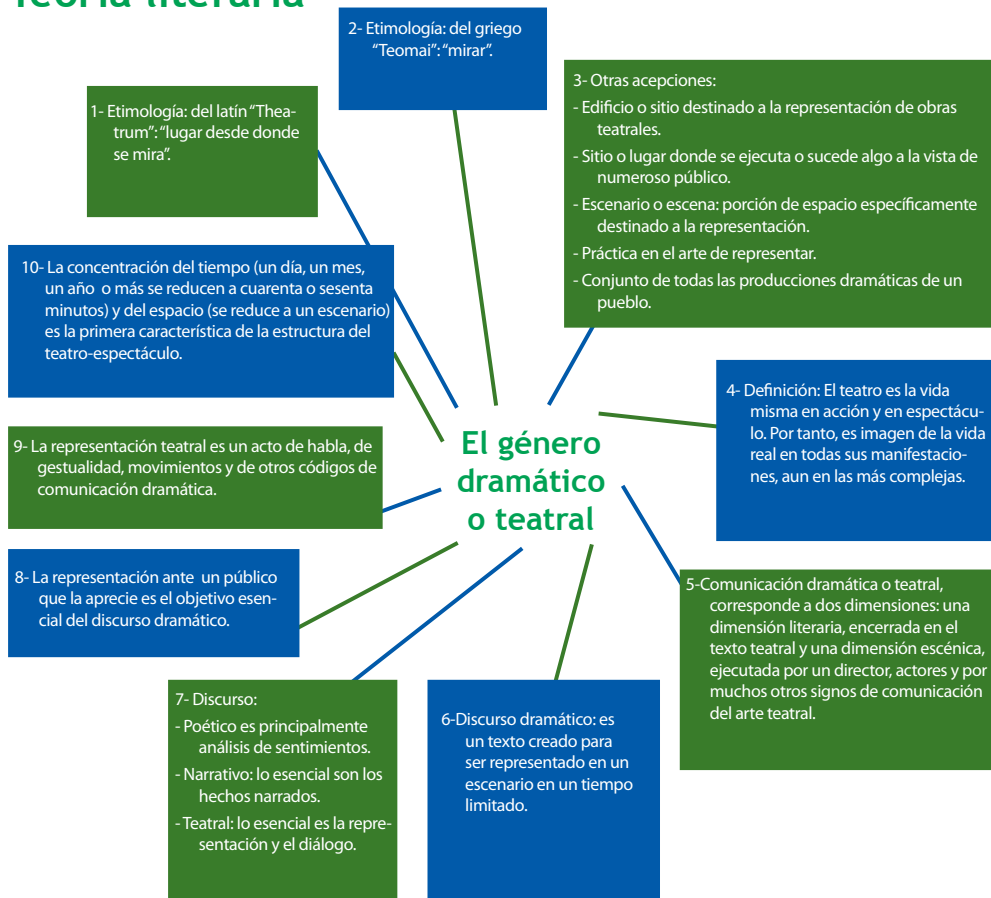 Teoría literaria
1- Etimología: del latín “Thea-
trum”: “lugar desde donde
se mira”.
2- Etimología: del griego
“Teomai”: “mirar”.
3- Otras acepciones:
- Edificio o sitio destinado a la representación de obras
teatrales.
- Sitio o lugar donde se ejecuta o sucede algo a la vista de
numeroso público.
- Escenario o escena: porción de espacio específicamente
destinado a la representación.
- Práctica en el arte de representar.
- Conjunto de todas las producciones dramáticas de un
pueblo.
4- Definición: El teatro es la vida
misma en acción y en espectácu-
lo. Por tanto, es imagen de la vida
real en todas sus manifestacio-
nes, aun en las más complejas.
5-Comunicación dramática o teatral,
corresponde a dos dimensiones: una
dimensión literaria, encerrada en el
texto teatral y una dimensión escénica,
ejecutada por un director, actores y por
muchos otros signos de comunicación
del arte teatral.
6-Discurso dramático: es
un texto creado para
ser representado en un
escenario en un tiempo
limitado.
7- Discurso:
- Poético es principalmente
análisis de sentimientos.
- Narrativo: lo esencial son los
hechos narrados.
- Teatral: lo esencial es la repre-
sentación y el diálogo.
8- La representación ante un público
que la aprecie es el objetivo esen-
cial del discurso dramático.
9- La representación teatral es un acto de habla, de
gestualidad, movimientos y de otros códigos de
comunicación dramática.
10- La concentración del tiempo (un día, un mes,
un año o más se reducen a cuarenta o sesenta
minutos) y del espacio (se reduce a un escenario)
es la primera característica de la estructura del
teatro-espectáculo.
El género
dramático
o teatral